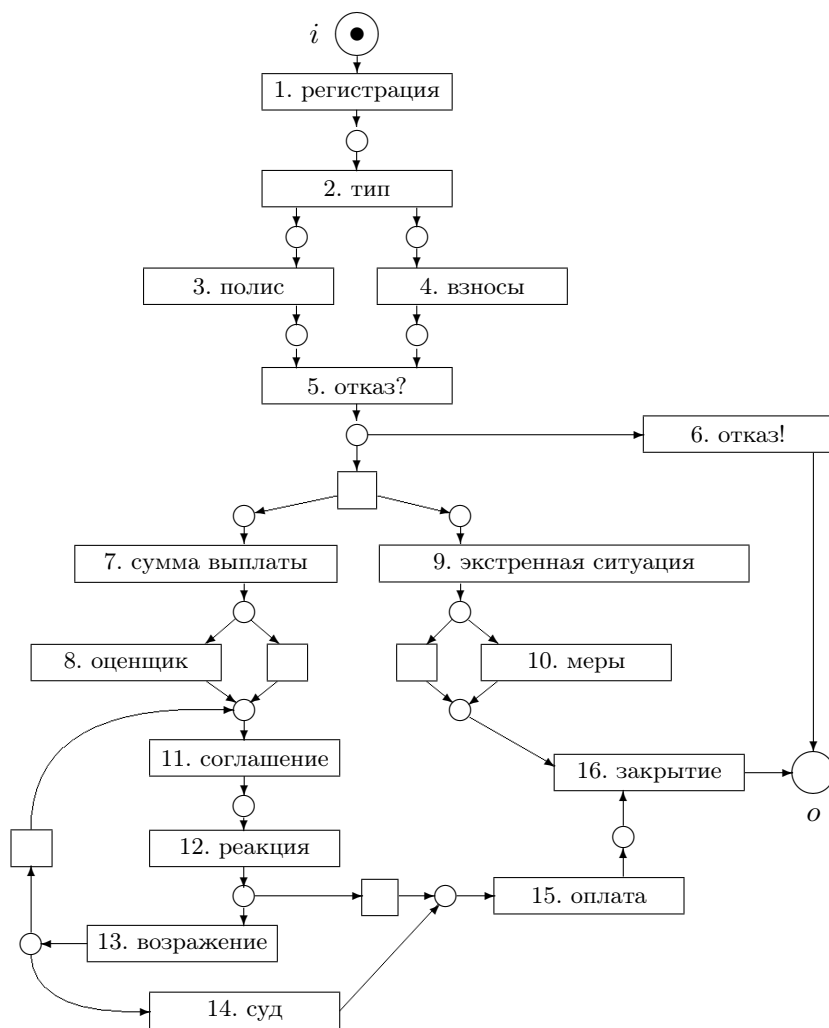 i
1. регистрация
2. тип
3. полис
4. взносы
5. отказ?
6. отказ!
7. сумма выплаты
9. экстренная ситуация
8. оценщик
10. меры
11. соглашение
16. закрытие
o
12. реакция
15. оплата
13. возражение
14. суд